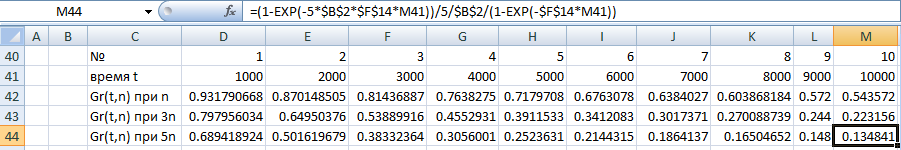 M44 fx =(1-EXP(-5*$B$2*$F$14*M41))/5/$B$2/(1-EXP(-$F$14*M41))
A B C D E F G H I J K L M
40 № 1 2 3 4 5 6 7 8 9 10
41 время t 1000 2000 3000 4000 5000 6000 7000 8000 9000 10000
42 Gr(t,n) при n 0.931790668 0.870148505 0.81436887 0.7638275 0.7179708 0.6763078 0.6384027 0.603868184 0.572 0.543572
43 Gr(t,n) при 3n 0.797956034 0.64950376 0.53889916 0.4552931 0.3911533 0.3412083 0.3017371 0.270088739 0.244 0.223156
44 Gr(t,n) при 5n 0.689418924 0.501619679 0.38332364 0.3056001 0.2523631 0.2144315 0.1864137 0.16504652 0.148 0.134841